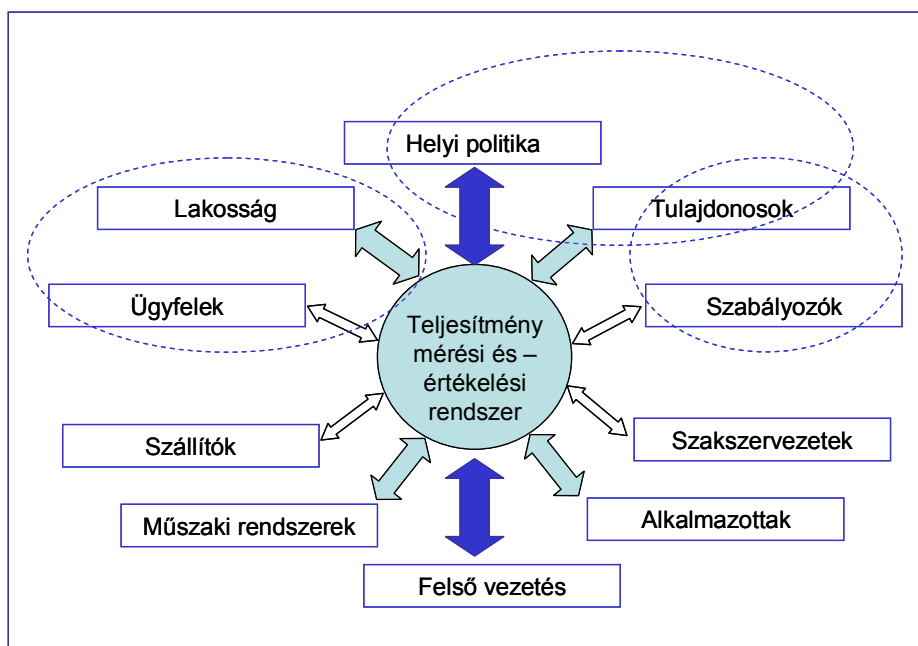 Helyi politika
Lakosság
Tulajdonosok
Ügyfelek
Szabályozók
Teljesítmény
mérési és –
értékelési
rendszer
Szállítók
Szakszervezetek
Műszaki rendszerek
Alkalmazottak
Felső vezetés